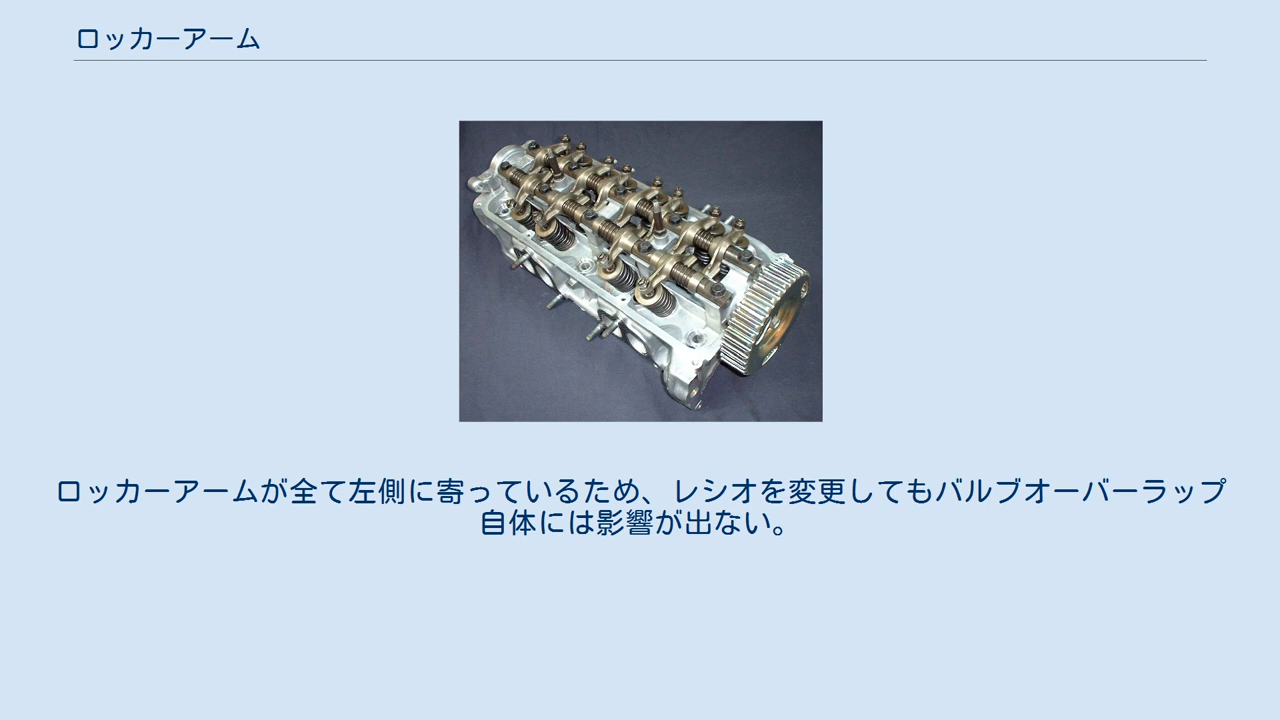 ロッカーアーム
ロッカーアームが全て左側に寄っているため、レシオを変更してもバルブオーバーラップ
自体には影響が出ない。